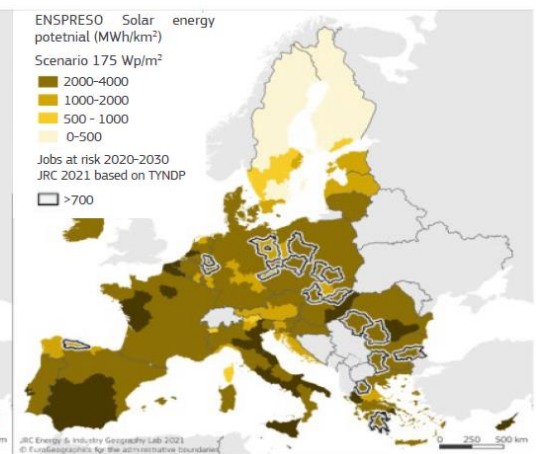 ENSPRESO Solar energy
potetnial (MWh/km²)
Scenario 175 Wp/m²
2000-4000
1000-2000
500 - 1000
0-500
Jobs at risk 2020-2030
JRC 2021 based on TYNDP
>700
m
JRC Energy & Industry Geography Lab 2021
© EuroGeographics for the administrative boundaries
0 250 500 km